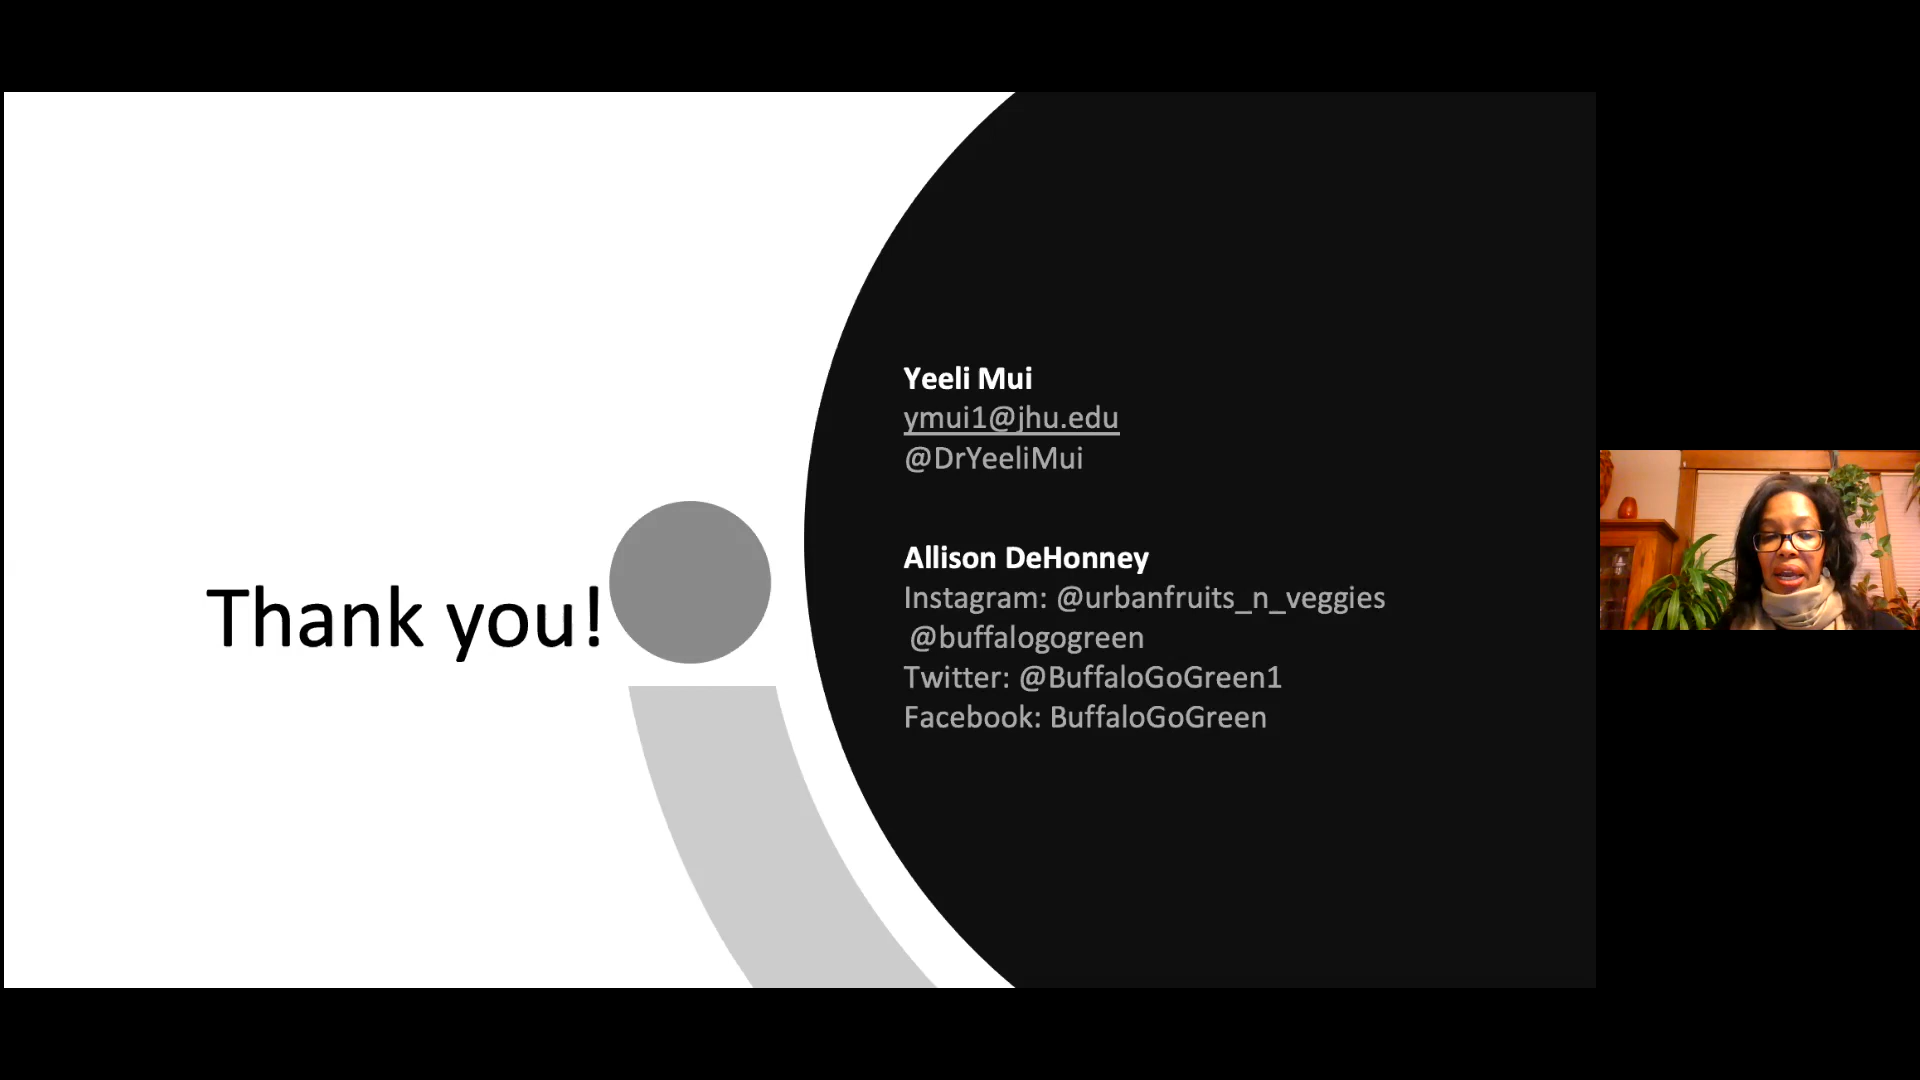 Thank you!
Yeeli Mui
ymui1@jhu.edu
@DrYeeliMui
Allison DeHonney
Instagram: @urbanfruits_n_veggies
@buffalogogreen
Twitter: @BuffaloGoGreen1
Facebook: BuffaloGoGreen